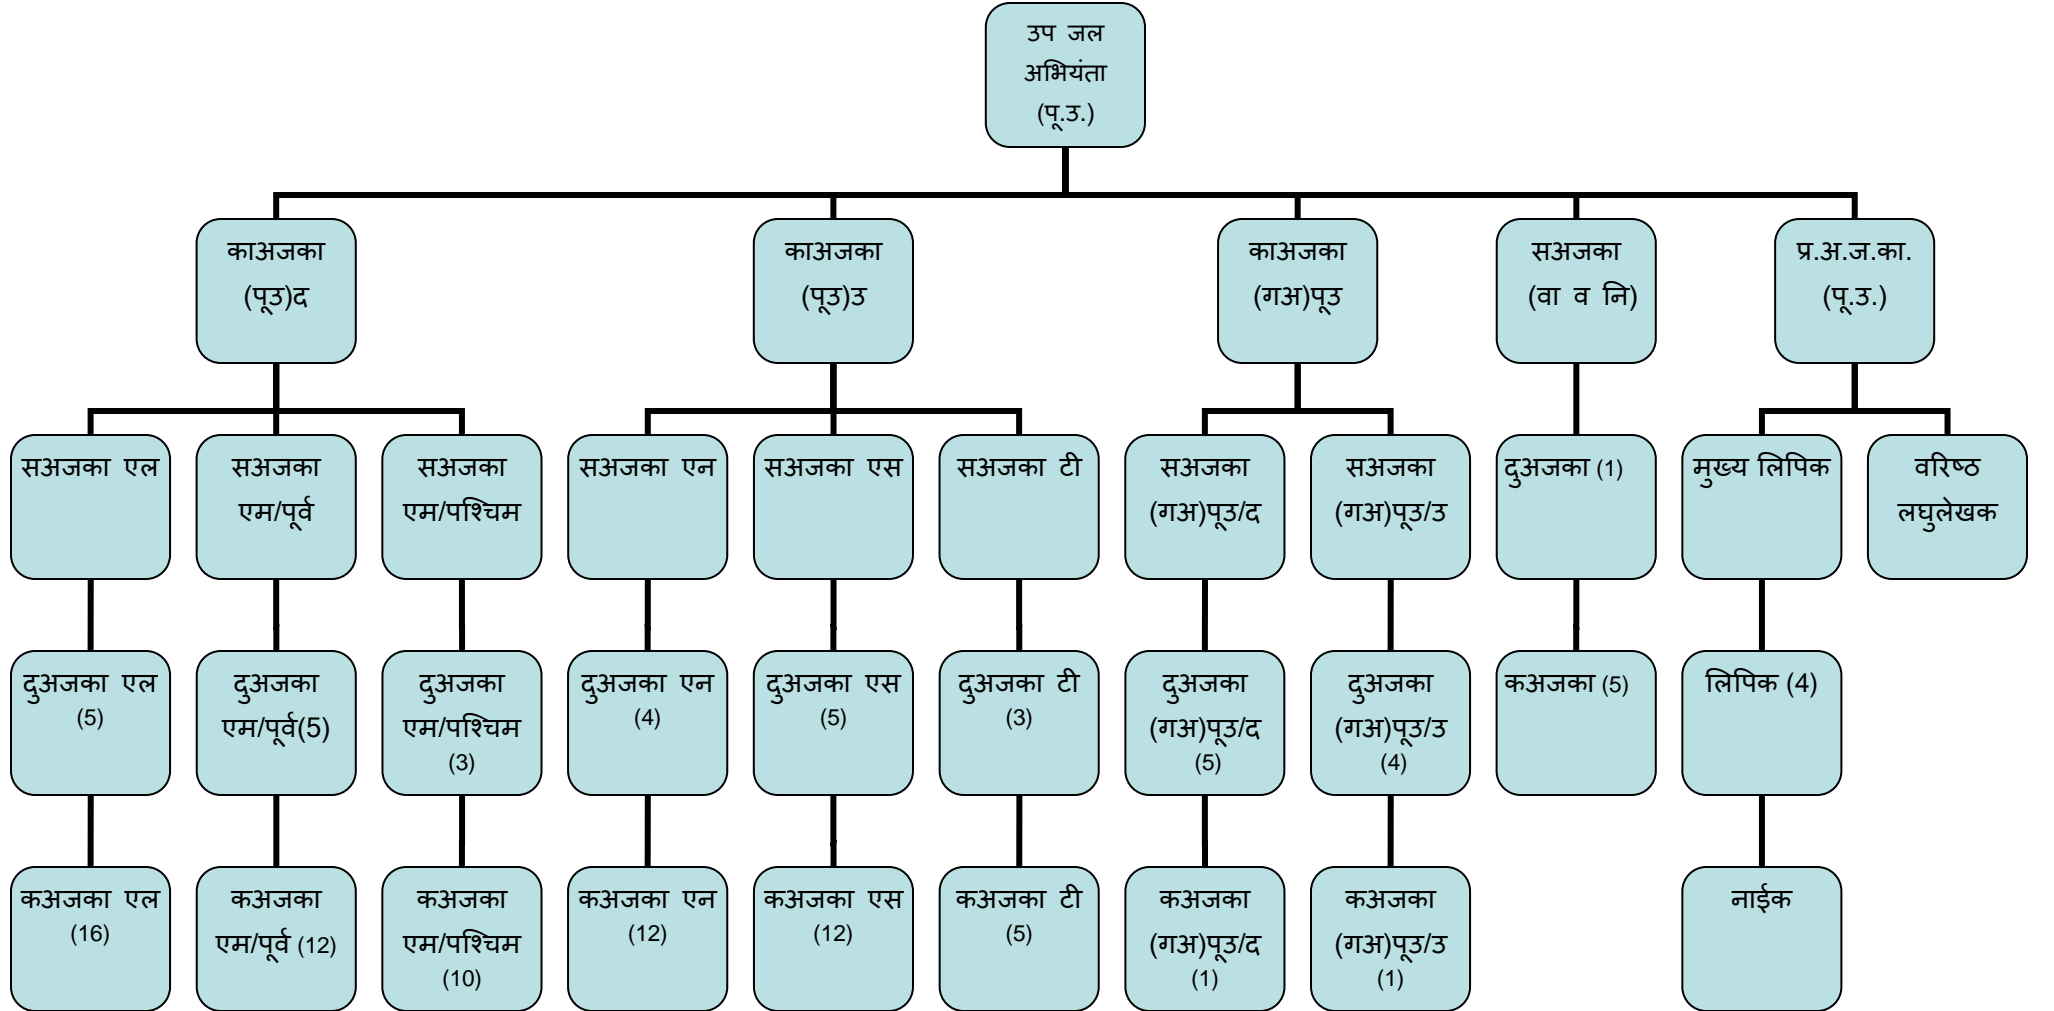 उप जल
अभियंता
(पू.उ.)
काअजका
(पूउ)द
काअजका
(पूउ)उ
काअजका
(गअ)पूउ
सअजका
(वा व नि)
प्र.अ.ज.का.
(पू.उ.)
सअजका एल
सअजका
एम/पूर्व
सअजका
एम/पश्चिम
सअजका एन
सअजका एस
सअजका टी
सअजका
(गअ)पूउ/द
सअजका
(गअ)पूउ/उ
दुअजका (1)
मुख्य लिपिक
वरिष्ठ
लघुलेखक
दुअजका एल
(5)
दुअजका
एम/पूर्व(5)
दुअजका
एम/पश्चिम
(3)
दुअजका एन
(4)
दुअजका एस
(5)
दुअजका टी
(3)
दुअजका
(गअ)पूउ/द
(5)
दुअजका
(गअ)पूउ/उ
(4)
कअजका (5)
लिपिक (4)
कअजका एल
(16)
कअजका
एम/पूर्व (12)
कअजका
एम/पश्चिम
(10)
कअजका एन
(12)
कअजका एस
(12)
कअजका टी
(5)
कअजका
(गअ)पूउ/द
(1)
कअजका
(गअ)पूउ/उ
(1)
नाईक